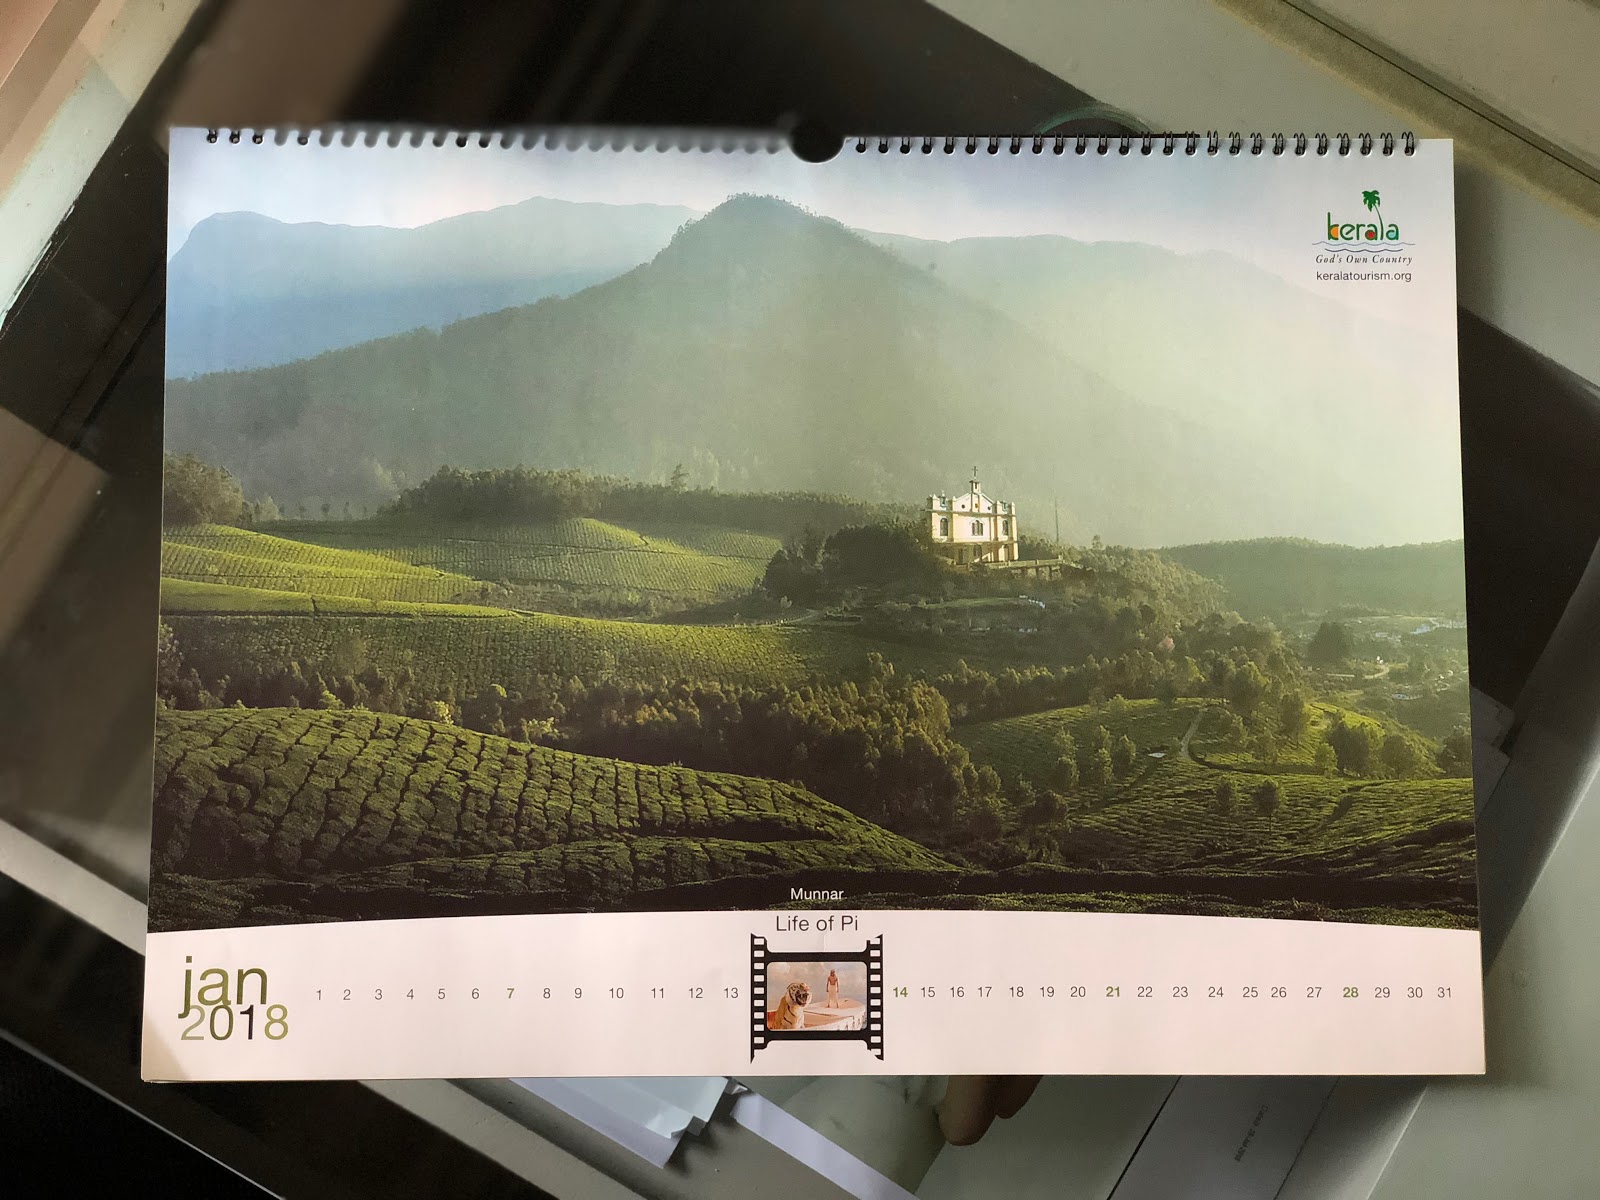 kerala
God's Own Country
keralatourism.org
Munnar
Life of Pi
jan
2018
1 2 3 4 5 6 7 8 9 10 11 12 13 14 15 16 17 18 19 20 21 22 23 24 25 26 27 28 29 30 31